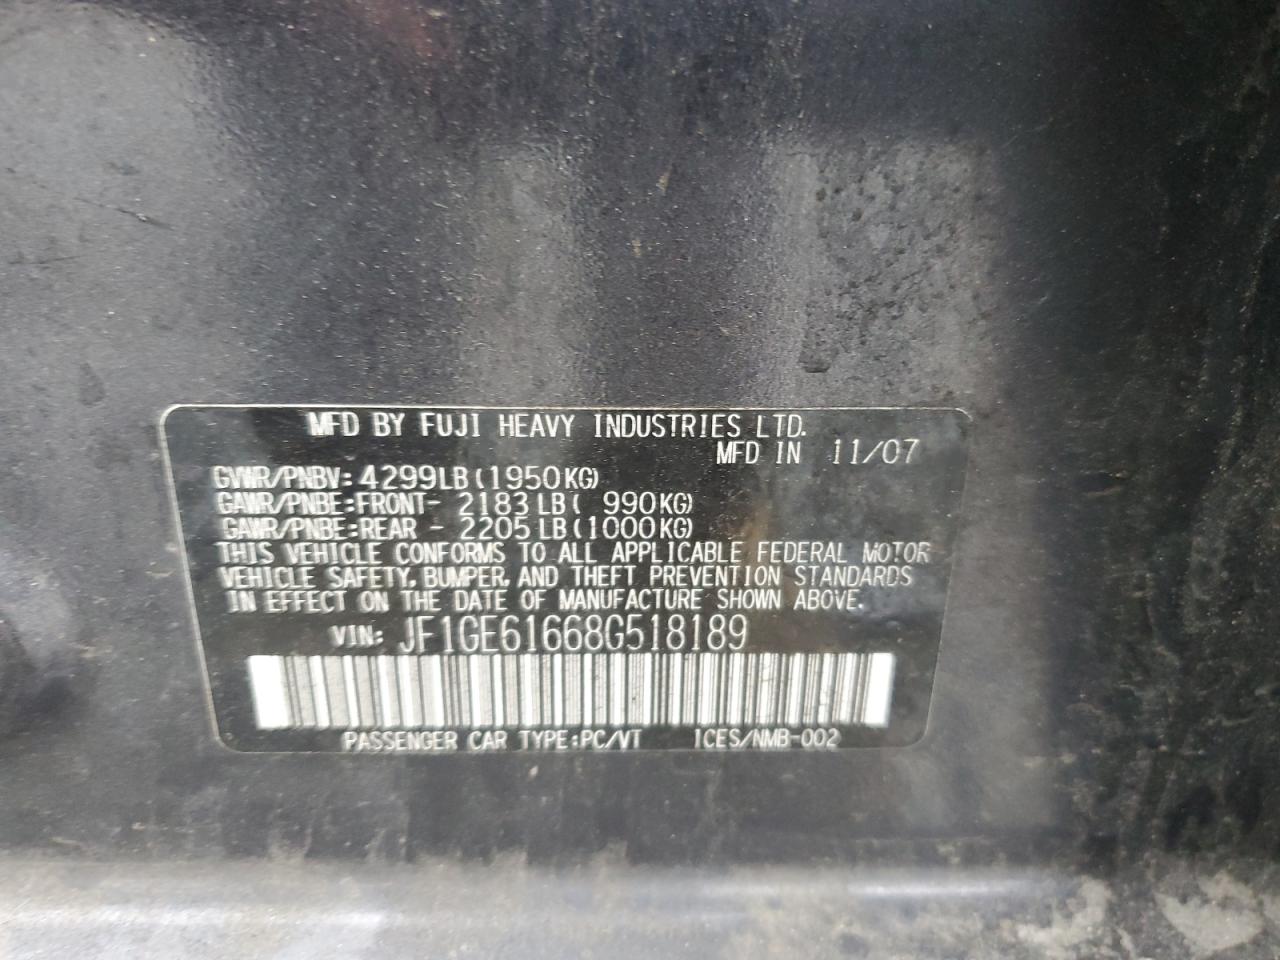 MFD BY FUJI HEAVY INDUSTRIES LTD.
MFD IN 11/07
GVWR/PNBV: 4299LB (1950KG)
GAWR/PNBE:FRONT- 2183LB ( 990KG)
GAWR/PNBE:REAR - 2205LB (1000KG)
THIS VEHICLE CONFORMS TO ALL APPLICABLE FEDERAL MOTOR
VEHICLE SAFETY, BUMPER, AND THEFT PREVENTION STANDARDS
IN EFFECT ON THE DATE OF MANUFACTURE SHOWN ABOVE.
VIN: JF1GE61668G518189
PASSENGER CAR TYPE:PC/VT ICES/NMB-002